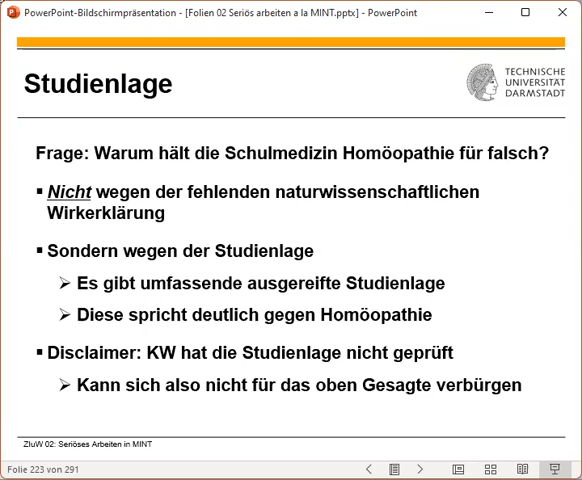 PowerPoint-Bildschirmpräsentation - [Folien 02 Seriös arbeiten a la MINT.pptx] - PowerPoint
Studienlage
TECHNISCHE
UNIVERSITÄT
DARMSTADT
Frage: Warum hält die Schulmedizin Homöopathie für falsch?
▪ Nicht wegen der fehlenden naturwissenschaftlichen
Wirkerklärung
▪ Sondern wegen der Studienlage
➢ Es gibt umfassende ausgereifte Studienlage
➢ Diese spricht deutlich gegen Homöopathie
▪ Disclaimer: KW hat die Studienlage nicht geprüft
➢ Kann sich also nicht für das oben Gesagte verbürgen
ZIuW 02: Seriöses Arbeiten in MINT
Folie 223 von 291